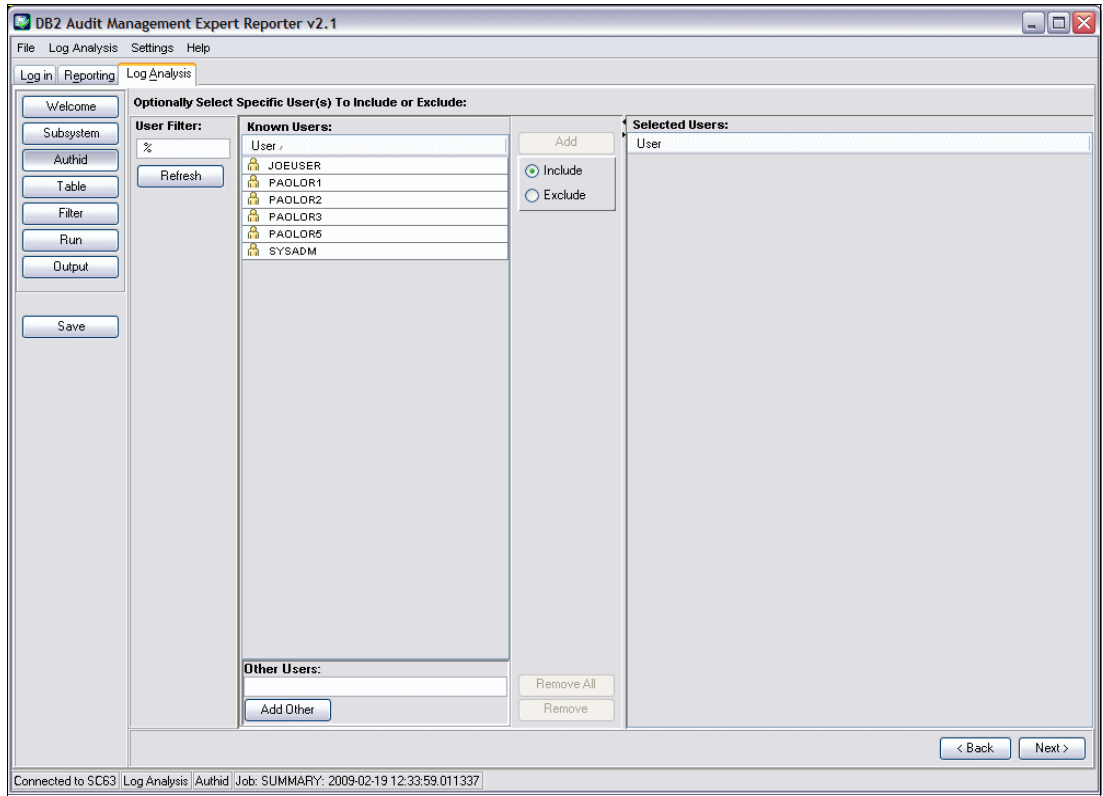 DB2 Audit Management Expert Reporter v2.1
File Log Analysis Settings Help
Log in Reporting Log Analysis
Welcome
Subsystem
Authid
Table
Filter
Run
Output
Save
Optionally Select Specific User(s) To Include or Exclude:
User Filter:
%
Refresh
Known Users:
User
JOEUSER
PAOLOR1
PAOLOR2
PAOLOR3
PAOLOR5
SYSADM
Other Users:
Add Other
Add
Include
Exclude
Remove All
Remove
Selected Users:
User
< Back Next >
Connected to SC63 Log Analysis Authid Job: SUMMARY: 2009-02-19 12:33:59.011337